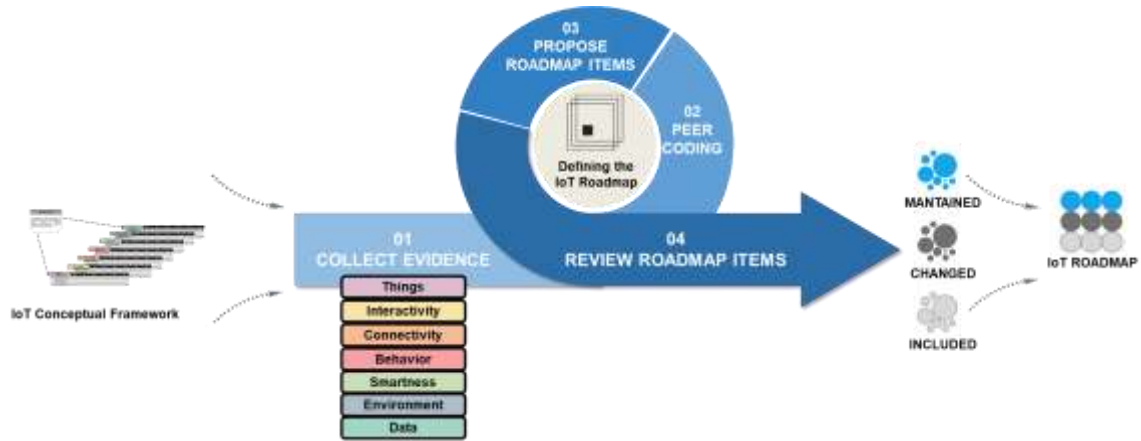 IoT Conceptual Framework
01
COLLECT EVIDENCE
Things
Interactivity
Connectivity
Behavior
Smartness
Environment
Data
02
PEER
CODING
03
PROPOSE
ROADMAP ITEMS
Defining the
IoT Roadmap
04
REVIEW ROADMAP ITEMS
MANTAINED
CHANGED
INCLUDED
IoT ROADMAP